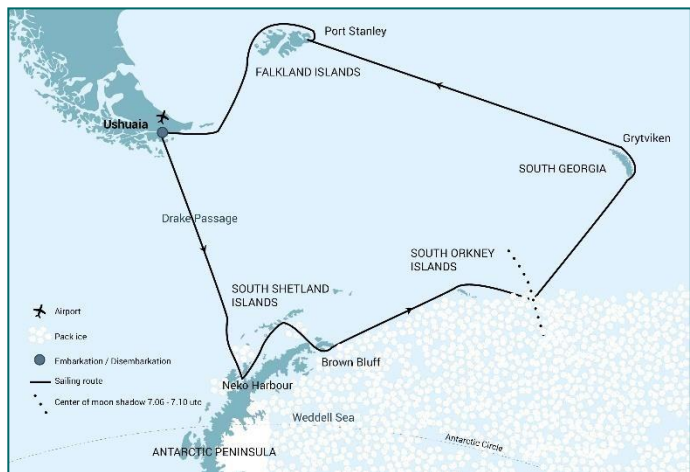 Port Stanley
FALKLAND ISLANDS
Ushuaia
Grytviken
SOUTH GEORGIA
Drake Passage
SOUTH ORKNEY
ISLANDS
SOUTH SHETLAND
ISLANDS
Airport
Pack ice
Embarkation / Disembarkation
Sailing route
Center of moon shadow 7.06 - 7.10 utc
Brown Bluff
Neko Harbour
Weddell Sea
Antarctic Circle
ANTARCTIC PENINSULA